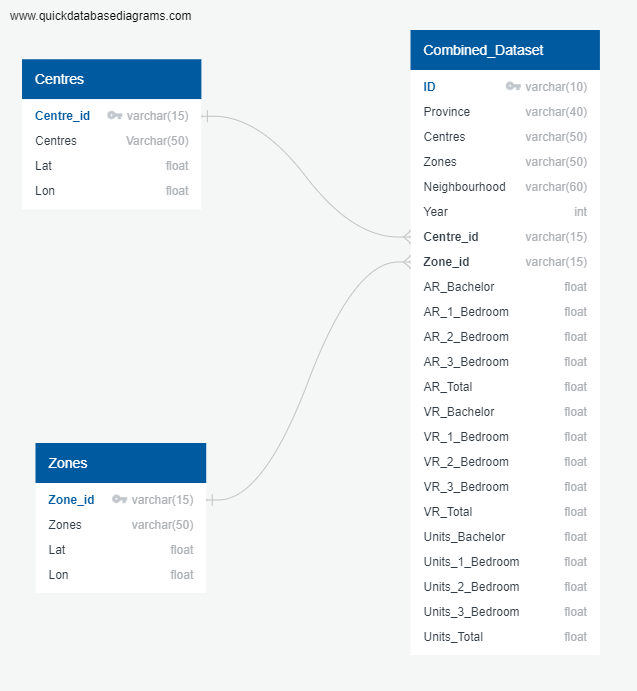 www.quickdatabasediagrams.com
Centres
Centre_id varchar(15)
Centres Varchar(50)
Lat float
Lon float
Zones
Zone_id varchar(15)
Zones varchar(50)
Lat float
Lon float
Combined_Dataset
ID varchar(10)
Province varchar(40)
Centres varchar(50)
Zones varchar(50)
Neighbourhood varchar(60)
Year int
Centre_id varchar(15)
Zone_id varchar(15)
AR_Bachelor float
AR_1_Bedroom float
AR_2_Bedroom float
AR_3_Bedroom float
AR_Total float
VR_Bachelor float
VR_1_Bedroom float
VR_2_Bedroom float
VR_3_Bedroom float
VR_Total float
Units_Bachelor float
Units_1_Bedroom float
Units_2_Bedroom float
Units_3_Bedroom float
Units_Total float